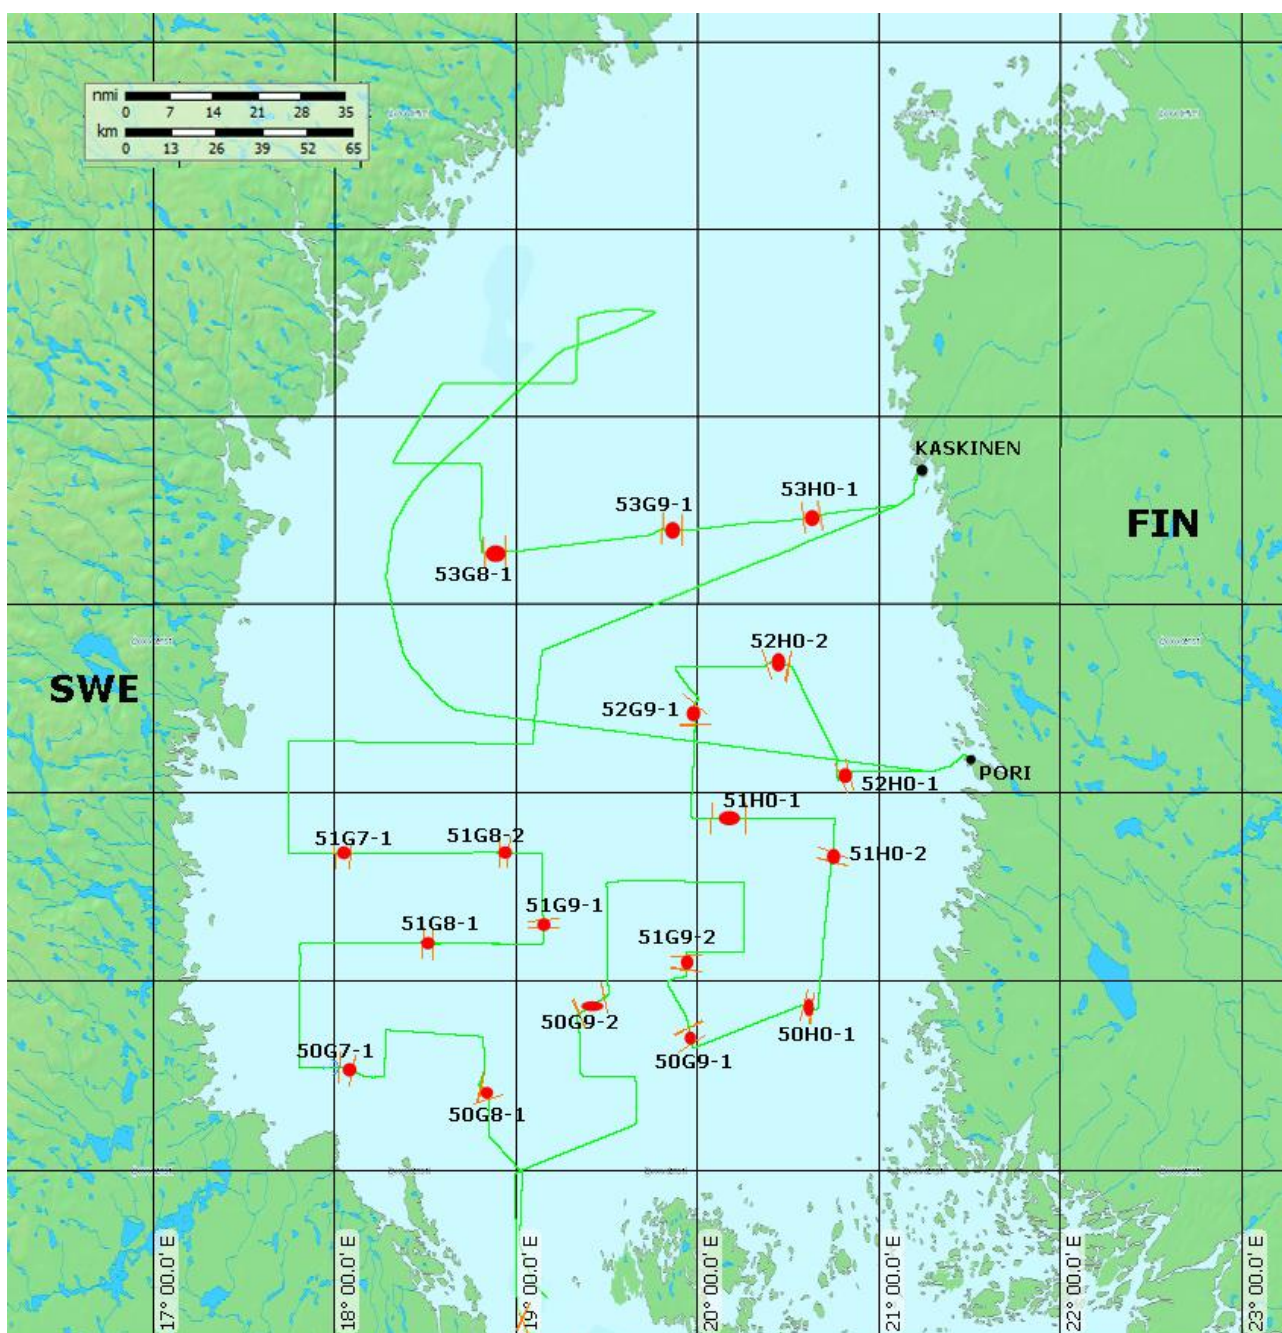 nmi
0 7 14 21 28 35
km
0 13 26 39 52 65
KASKINEN
53H0-1
53G9-1
FIN
53G8-1
52H0-2
SWE
52G9-1
PORI
52H0-1
51H0-1
51G7-1
51G8-2
51H0-2
51G9-1
51G8-1
51G9-2
50G9-2
50H0-1
50G7-1
50G9-1
50G8-1
17° 00.0' E
18° 00.0' E
19° 00.0' E
20° 00.0' E
21° 00.0' E
22° 00.0' E
23° 00.0' E